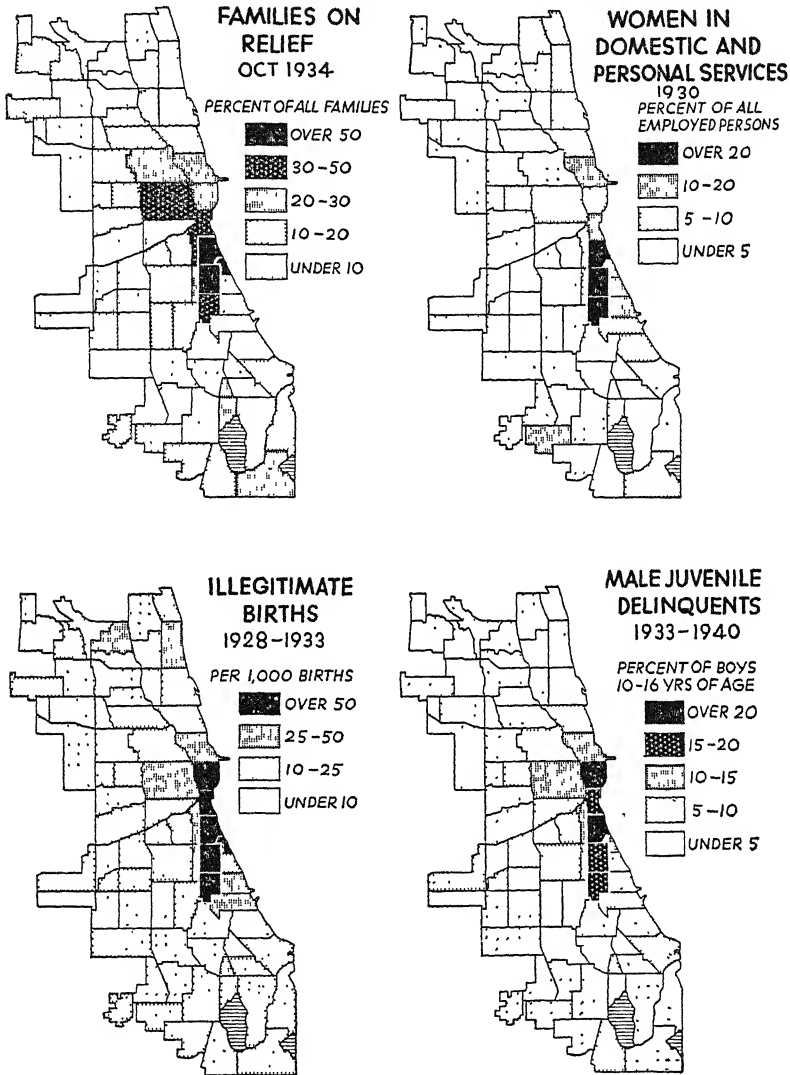 FAMILIES ON
RELIEF
OCT 1934
PERCENT OF ALL FAMILIES
OVER 50
30-50
20-30
10-20
UNDER 10
WOMEN IN
DOMESTIC AND
PERSONAL SERVICES
1930
PERCENT OF ALL
EMPLOYED PERSONS
OVER 20
10-20
5-10
UNDER 5
ILLEGITIMATE
BIRTHS
1928-1933
PER 1,000 BIRTHS
OVER 50
25-50
10-25
UNDER 10
MALE JUVENILE
DELINQUENTS
1933-1940
PERCENT OF BOYS
10-16 YRS OF AGE
OVER 20
15-20
10-15
5-10
UNDER 5